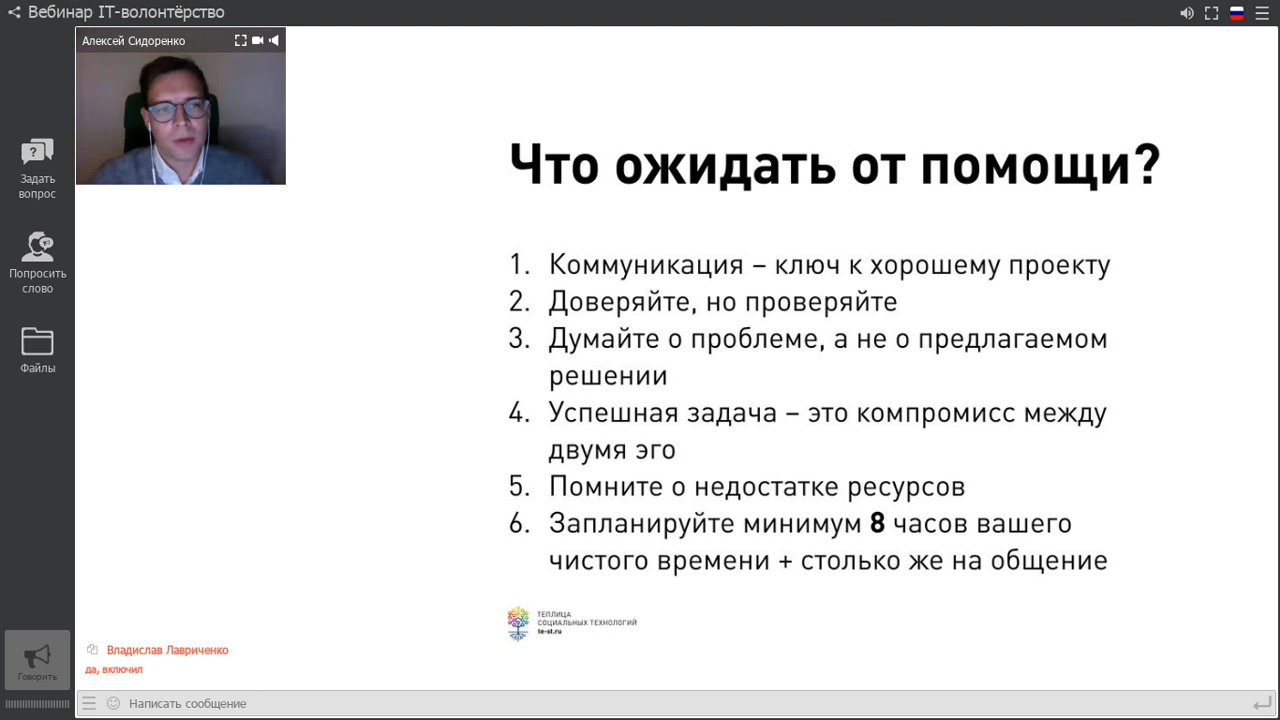 Вебинар IT-волонтёрство
Алексей Сидоренко
Задать
вопрос
Попросить
слово
Файлы
Что ожидать от помощи?
1. Коммуникация – ключ к хорошему проекту
2. Доверяйте, но проверяйте
3. Думайте о проблеме, а не о предлагаемом
решении
4. Успешная задача – это компромисс между
двумя эго
5. Помните о недостатке ресурсов
6. Запланируйте минимум 8 часов вашего
чистого времени + столько же на общение
ТЕПЛИЦА
СОЦИАЛЬНЫХ ТЕХНОЛОГИЙ
te-st.ru
Владислав Лавриченко
да, включил
Говорить
Написать сообщение